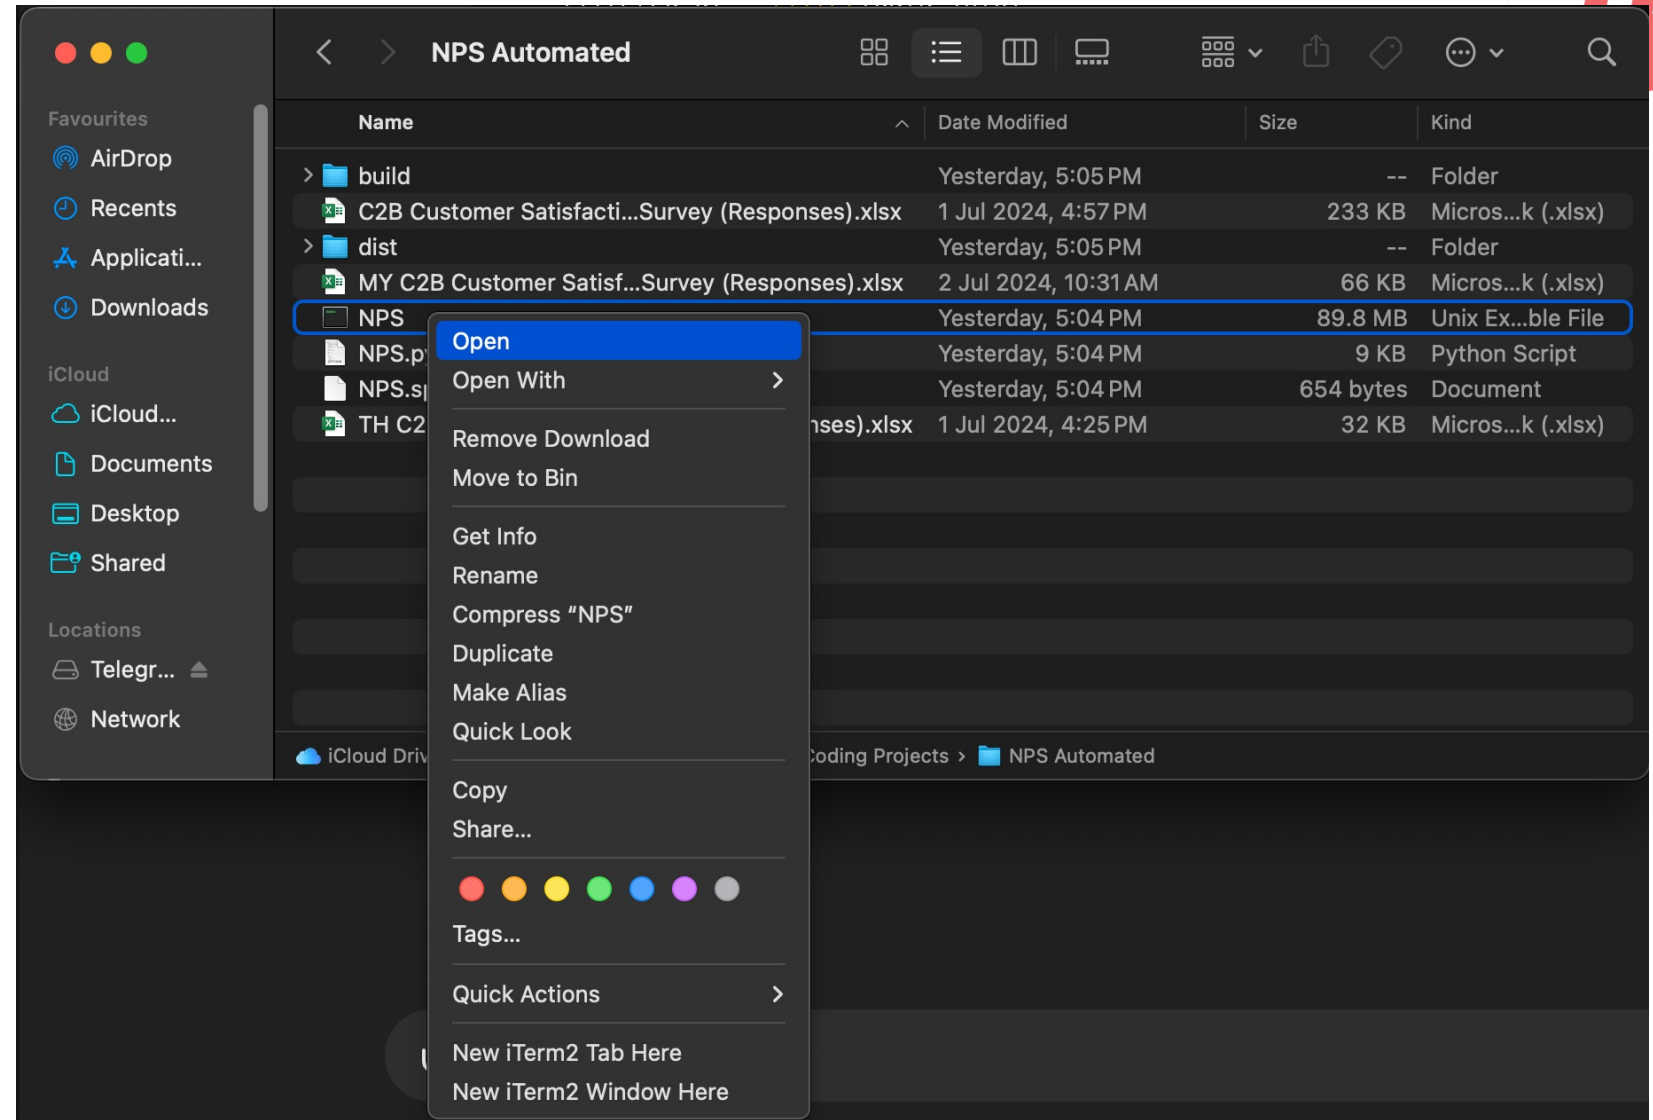 NPS Automated
Favourites
AirDrop
Recents
Applicati...
Downloads
iCloud
iCloud...
Documents
Desktop
Shared
Locations
Telegr...
Network
Name Date Modified Size Kind
build Yesterday, 5:05 PM -- Folder
C2B Customer Satisfacti...Survey (Responses).xlsx 1 Jul 2024, 4:57 PM 233 KB Micros...k (.xlsx)
dist Yesterday, 5:05 PM -- Folder
MY C2B Customer Satisf...Survey (Responses).xlsx 2 Jul 2024, 10:31 AM 66 KB Micros...k (.xlsx)
NPS Yesterday, 5:04 PM 89.8 MB Unix Ex...ble File
NPS.p Yesterday, 5:04 PM 9 KB Python Script
NPS.s Yesterday, 5:04 PM 654 bytes Document
TH C2 nses).xlsx 1 Jul 2024, 4:25 PM 32 KB Micros...k (.xlsx)
iCloud Driv Coding Projects › NPS Automated
Open
Open With
Remove Download
Move to Bin
Get Info
Rename
Compress “NPS”
Duplicate
Make Alias
Quick Look
Copy
Share...
Tags...
Quick Actions
New iTerm2 Tab Here
New iTerm2 Window Here